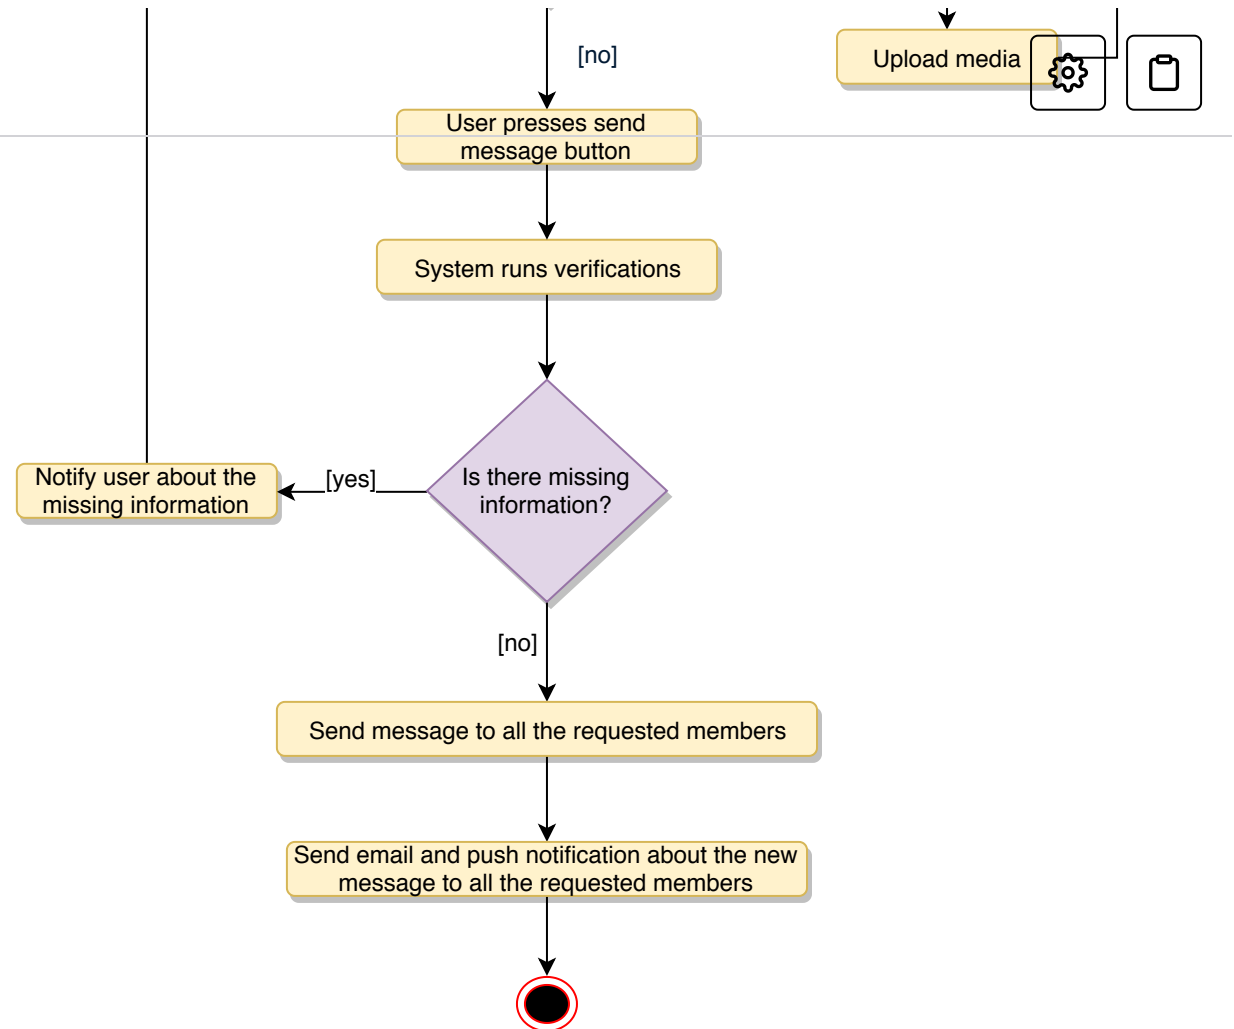 [no]
Upload media
User presses send
message button
System runs verifications
Is there missing
information?
[yes]
Notify user about the
missing information
[no]
Send message to all the requested members
Send email and push notification about the new
message to all the requested members